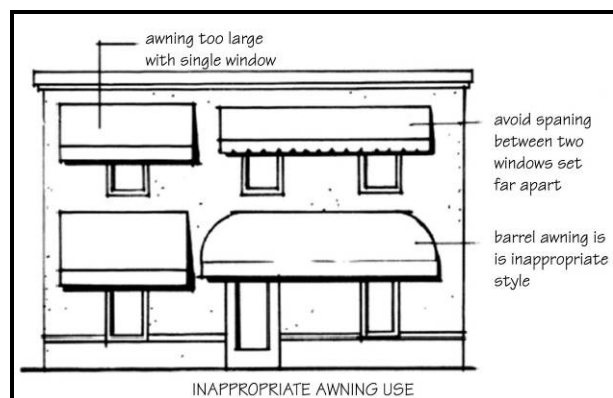 awning too large
with single window
avoid spaning
between two
windows set
far apart
barrel awning is
is inappropriate
style
INAPPROPRIATE AWNING USE